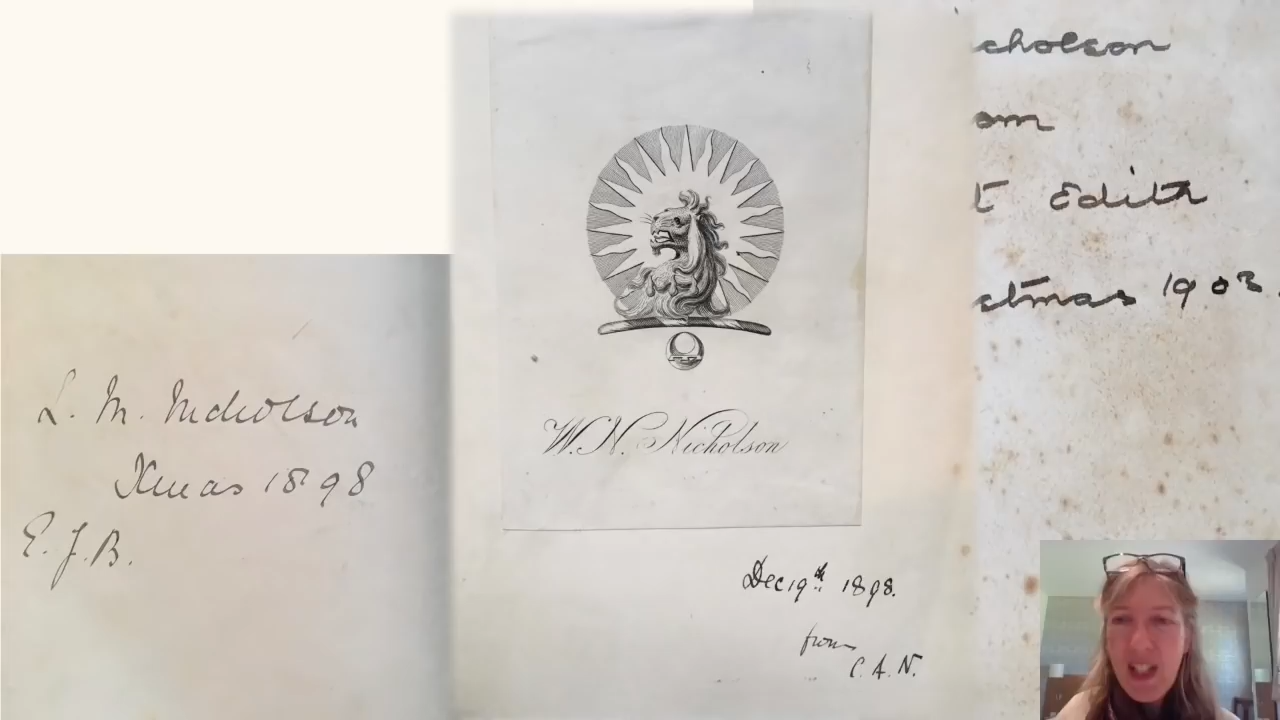 L. M. Nicholson
Xmas 1898
E. J. B.
W. N. Nicholson
Dec 19th 1898.
from
C. A. N.
cholson
om
t Edith
stmas 1903.